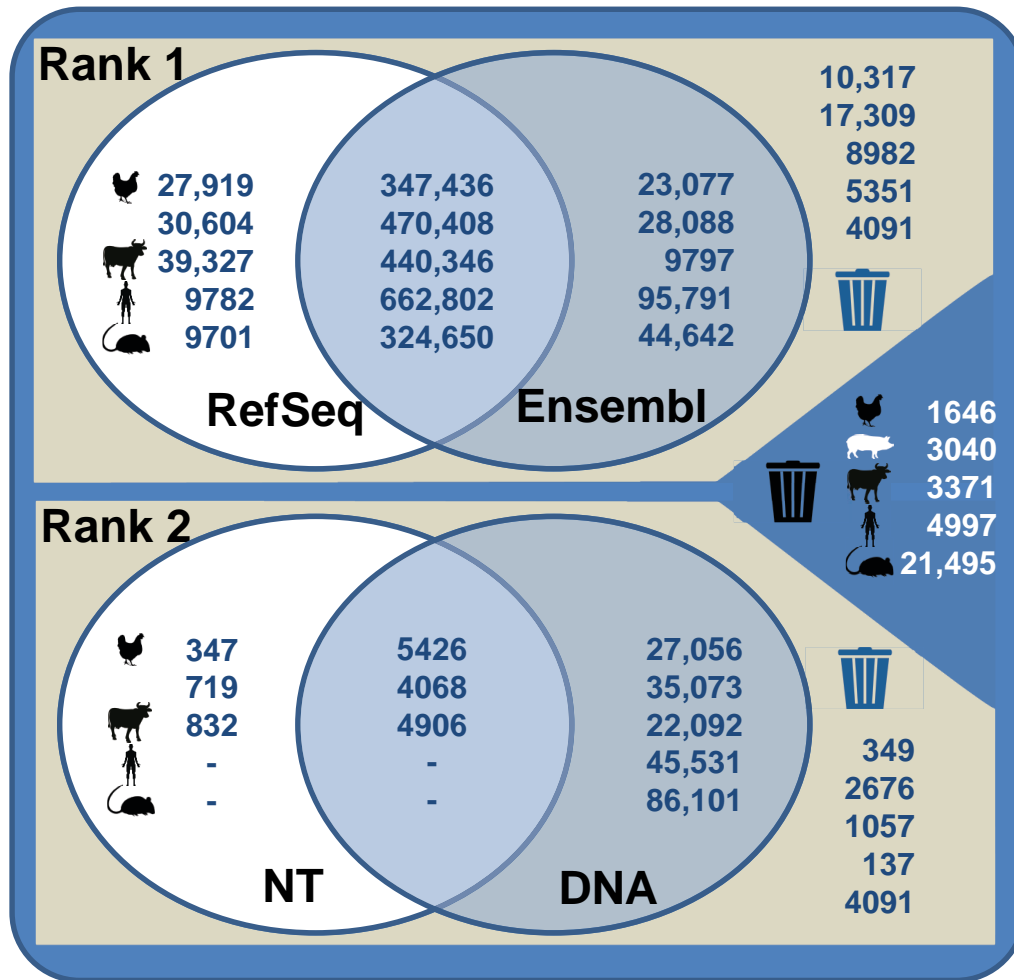 Rank 1
10,317
17,309
8982
5351
4091
27,919 347,436 23,077
30,604 470,408 28,088
39,327 440,346 9797
9782 662,802 95,791
9701 324,650 44,642
RefSeq Ensembl
1646
3040
3371
4997
21,495
Rank 2
347 5426 27,056
719 4068 35,073
832 4906 22,092
- - 45,531
- - 86,101
NT DNA
349
2676
1057
137
4091